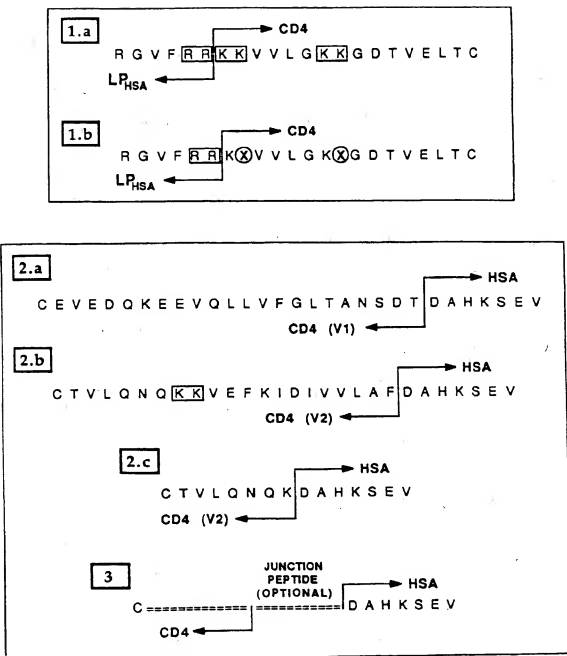 1.a
CD4
R G V F R R K K V V L G K K G D T V E L T C
LP HSA
1.b
CD4
R G V F R R K X V V L G K X G D T V E L T C
LP HSA
2.a
HSA
C E V E D Q K E E V Q L L V F G L T A N S D T D A H K S E V
CD4 (V1)
2.b
HSA
C T V L Q N Q K K V E F K I D I V V L A F D A H K S E V
CD4 (V2)
2.c
HSA
C T V L Q N Q K D A H K S E V
CD4 (V2)
3
JUNCTION
PEPTIDE
(OPTIONAL)
HSA
C D A H K S E V
CD4